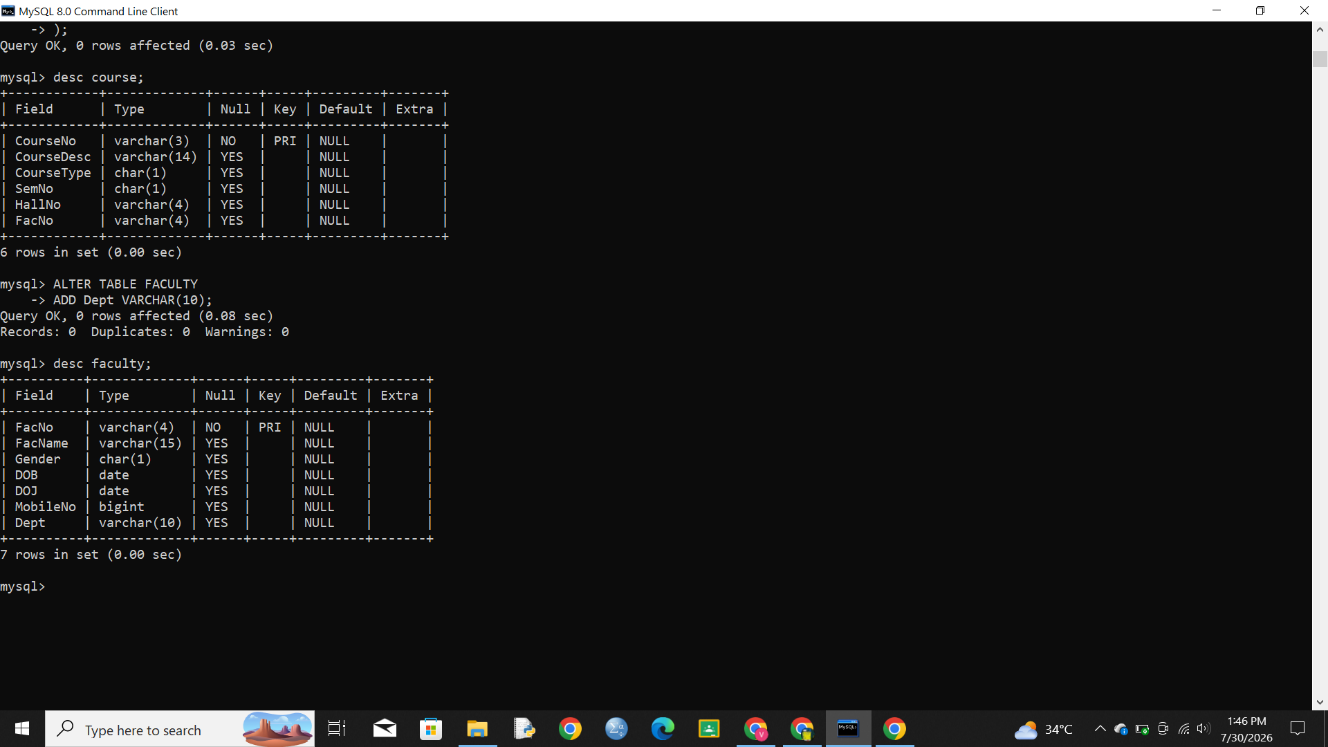 MySQL 8.0 Command Line Client
    -> );
Query OK, 0 rows affected (0.03 sec)

mysql> desc course;
+------------+-------------+------+-----+---------+-------+
| Field      | Type        | Null | Key | Default | Extra |
+------------+-------------+------+-----+---------+-------+
| CourseNo   | varchar(3)  | NO   | PRI | NULL    |       |
| CourseDesc | varchar(14) | YES  |     | NULL    |       |
| CourseType | char(1)     | YES  |     | NULL    |       |
| SemNo      | char(1)     | YES  |     | NULL    |       |
| HallNo     | varchar(4)  | YES  |     | NULL    |       |
| FacNo      | varchar(4)  | YES  |     | NULL    |       |
+------------+-------------+------+-----+---------+-------+
6 rows in set (0.00 sec)

mysql> ALTER TABLE FACULTY
    -> ADD Dept VARCHAR(10);
Query OK, 0 rows affected (0.08 sec)
Records: 0  Duplicates: 0  Warnings: 0

mysql> desc faculty;
+----------+-------------+------+-----+---------+-------+
| Field    | Type        | Null | Key | Default | Extra |
+----------+-------------+------+-----+---------+-------+
| FacNo    | varchar(4)  | NO   | PRI | NULL    |       |
| FacName  | varchar(15) | YES  |     | NULL    |       |
| Gender   | char(1)     | YES  |     | NULL    |       |
| DOB      | date        | YES  |     | NULL    |       |
| DOJ      | date        | YES  |     | NULL    |       |
| MobileNo | bigint      | YES  |     | NULL    |       |
| Dept     | varchar(10) | YES  |     | NULL    |       |
+----------+-------------+------+-----+---------+-------+
7 rows in set (0.00 sec)

mysql>
Type here to search
34°C
1:46 PM
7/30/2026